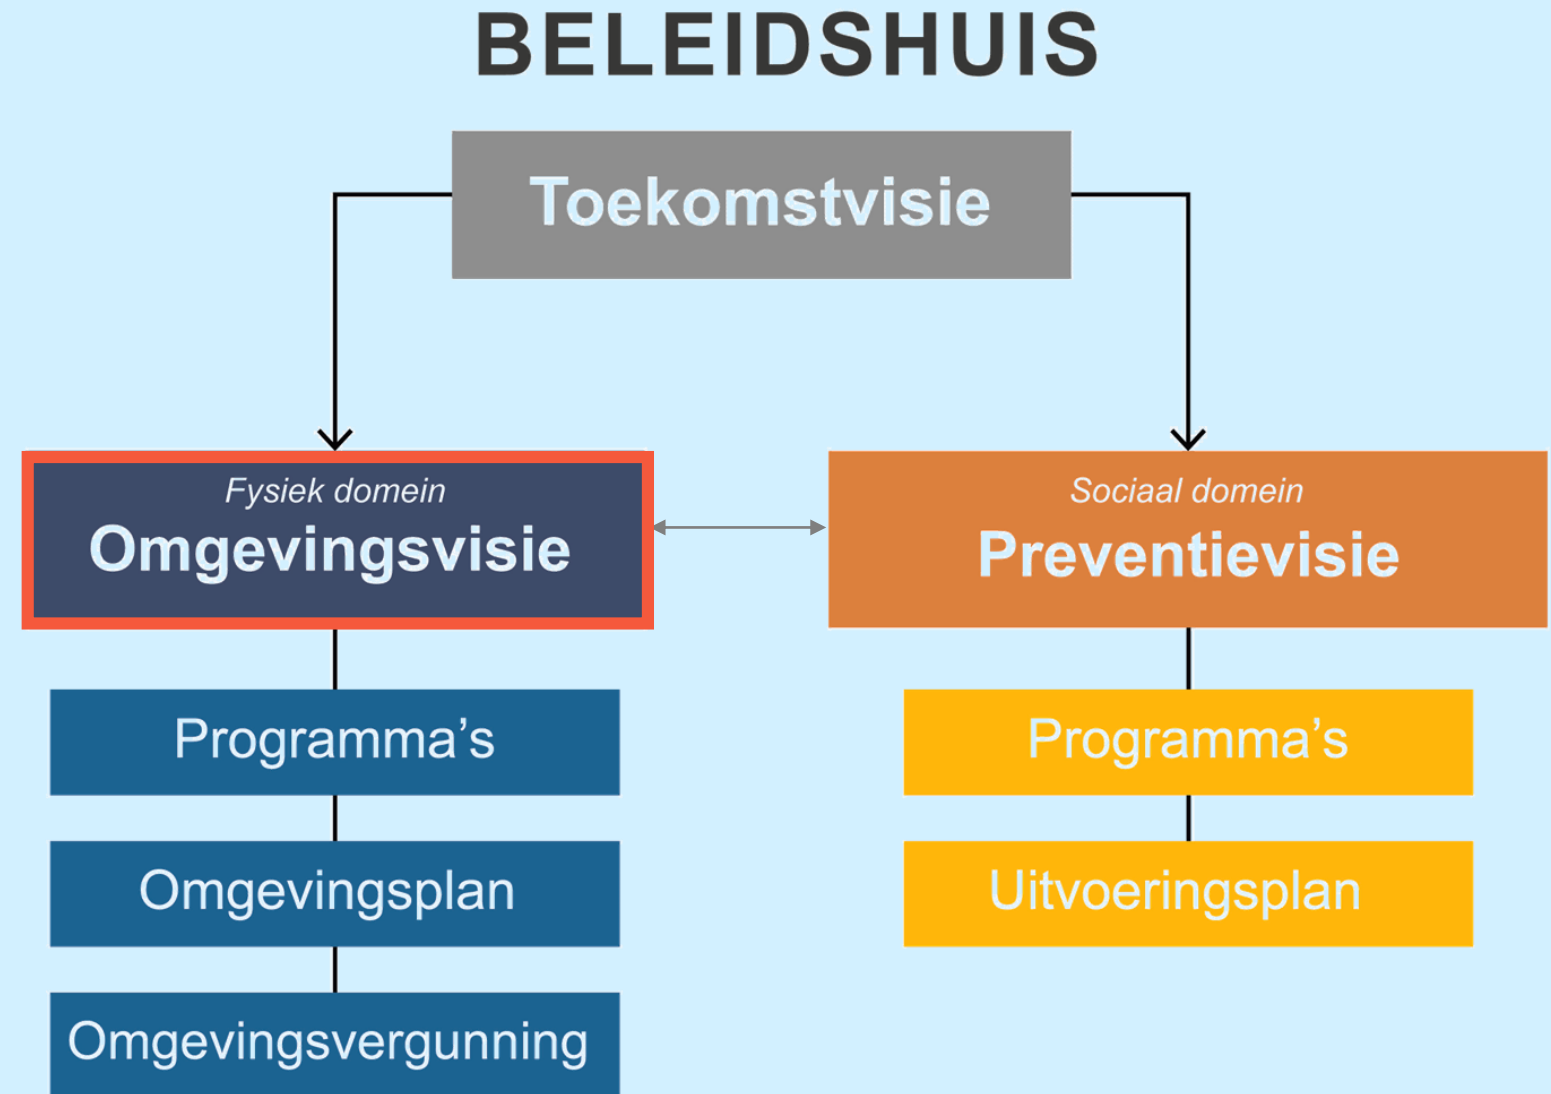 BELEIDSHUIS
Toekomstvisie
Fysiek domein
Omgevingsvisie
Sociaal domein
Preventievisie
Programma’s
Programma’s
Omgevingsplan
Uitvoeringsplan
Omgevingsvergunning